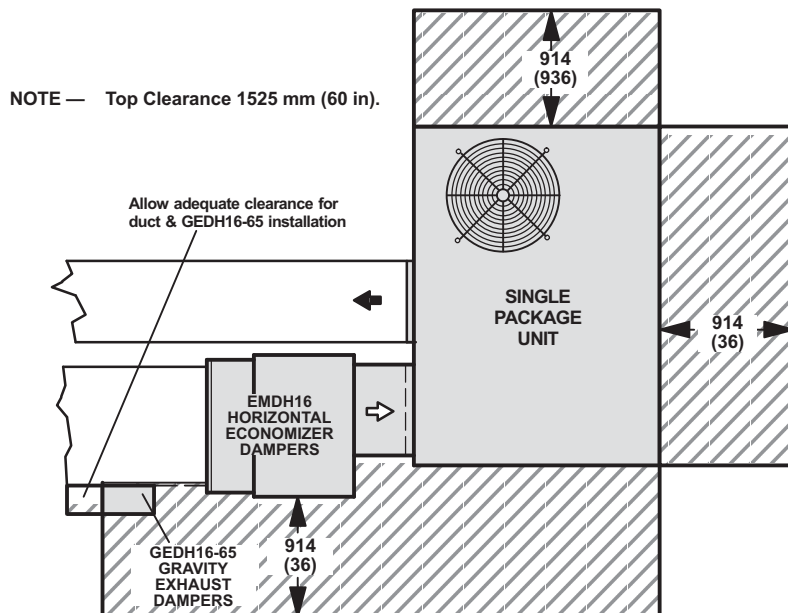 914
(936)
NOTE — Top Clearance 1525 mm (60 in).
Allow adequate clearance for
duct & GEDH16-65 installation
SINGLE
PACKAGE
UNIT
914
(36)
EMDH16
HORIZONTAL
ECONOMIZER
DAMPERS
914
(36)
GEDH16-65
GRAVITY
EXHAUST
DAMPERS